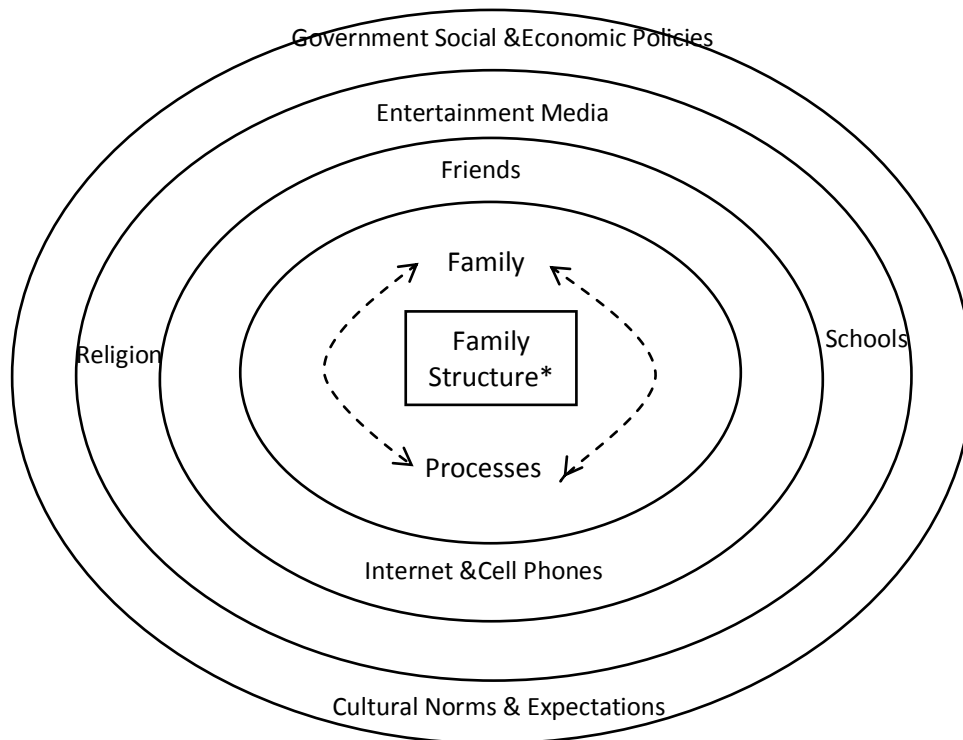 Government Social &Economic Policies
Entertainment Media
Friends
Family
Family
Structure*
Religion
Schools
Processes
Internet &Cell Phones
Cultural Norms & Expectations